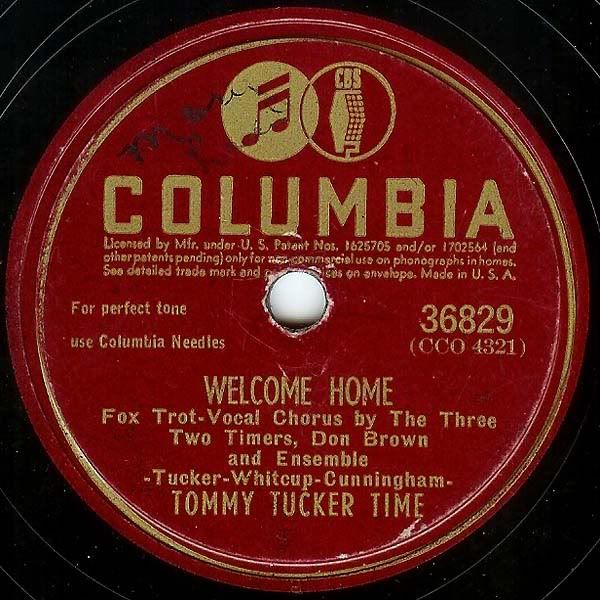 CBS
COLUMBIA
Licensed by Mfr. under U. S. Patent Nos. 1625705 and/or 1702564 (and
other patents pending) only for non-commercial use on phonographs in homes.
See detailed trade mark and notices on envelope. Made in U. S. A.
For perfect tone
use Columbia Needles
36829
(CCO 4321)
WELCOME HOME
Fox Trot-Vocal Chorus by The Three
Two Timers, Don Brown
and Ensemble
-Tucker-Whitcup-Cunningham-
TOMMY TUCKER TIME